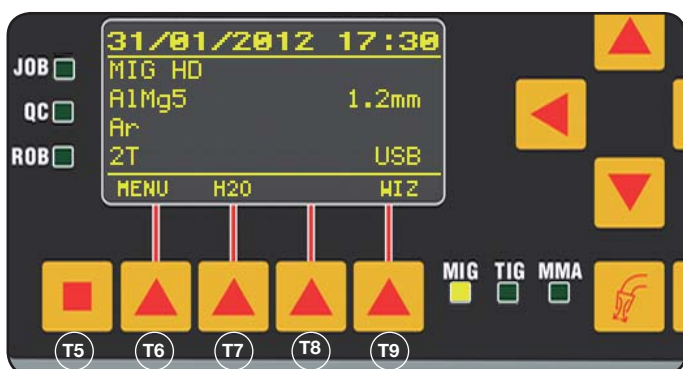 31/01/2012 17:30
JOB
MIG HD
QC
AlMg5 1.2mm
Ar
ROB
2T USB
MENU H2O WIZ
MIG TIG MMA
T5 T6 T7 T8 T9